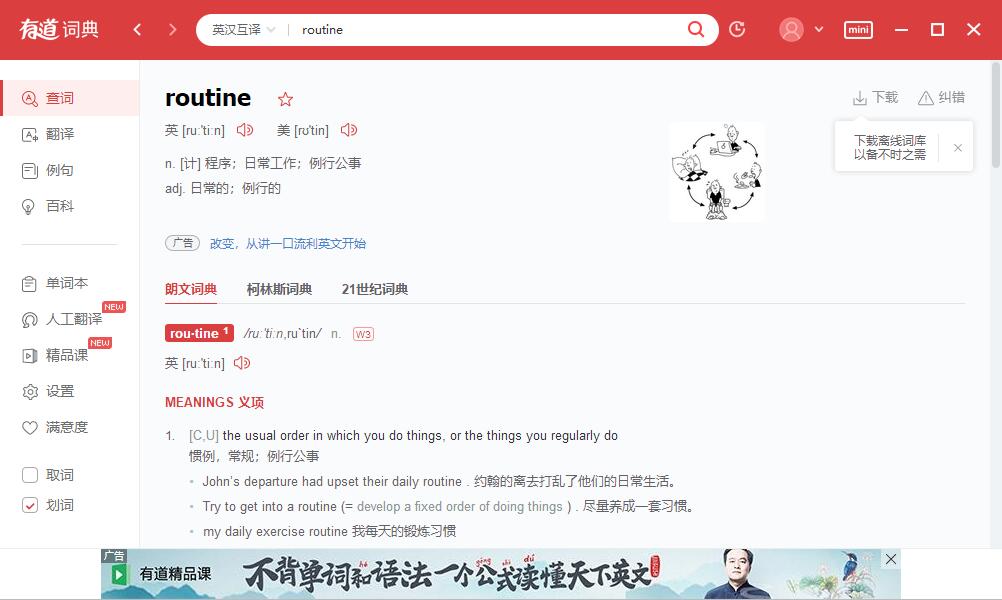 有道词典
英汉互译
routine
mini
查词
翻译
例句
百科
单词本
人工翻译 NEW
精品课 NEW
设置
满意度
取词
划词
routine
下载
纠错
下载离线词库
以备不时之需
英 [ruːˈtiːn] 美 [rʊˈtin]
n. [计] 程序；日常工作；例行公事
adj. 日常的；例行的
广告 改变，从讲一口流利英文开始
朗文词典 柯林斯词典 21世纪词典
rou·tine 1 /ruːˈtiːn,ruˋtin/ n. W3
英 [ruːˈtiːn]
MEANINGS 义项
1. [C,U] the usual order in which you do things, or the things you regularly do
惯例，常规；例行公事
• John's departure had upset their daily routine . 约翰的离去打乱了他们的日常生活。
• Try to get into a routine (= develop a fixed order of doing things ) . 尽量养成一套习惯。
• my daily exercise routine 我每天的锻炼习惯
广告
有道精品课
不背单词和语法一个公式读懂天下英文